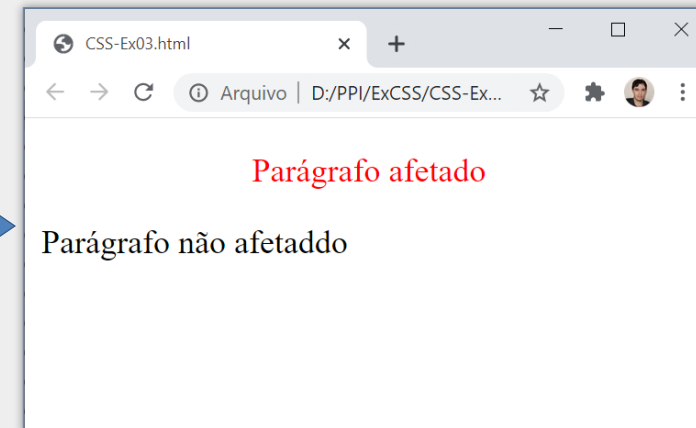 CSS-Ex03.html
Arquivo | D:/PPI/ExCSS/CSS-Ex...
Parágrafo afetado
Parágrafo não afetaddo